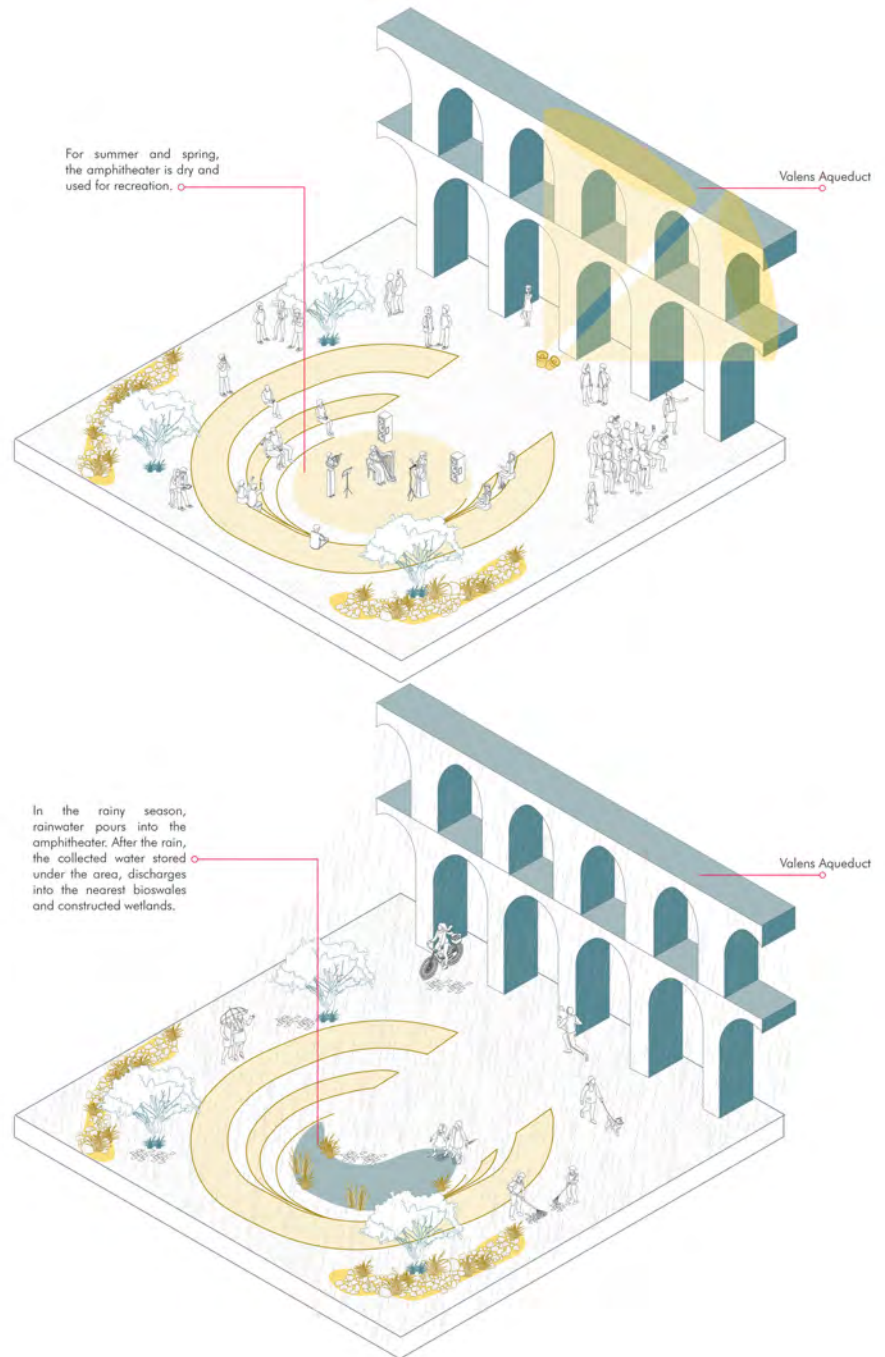 For summer and spring,
the amphitheater is dry and
used for recreation.
Valens Aqueduct
In the rainy season,
rainwater pours into the
amphitheater. After the rain,
the collected water stored
under the area, discharges
into the nearest bioswales
and constructed wetlands.
Valens Aqueduct